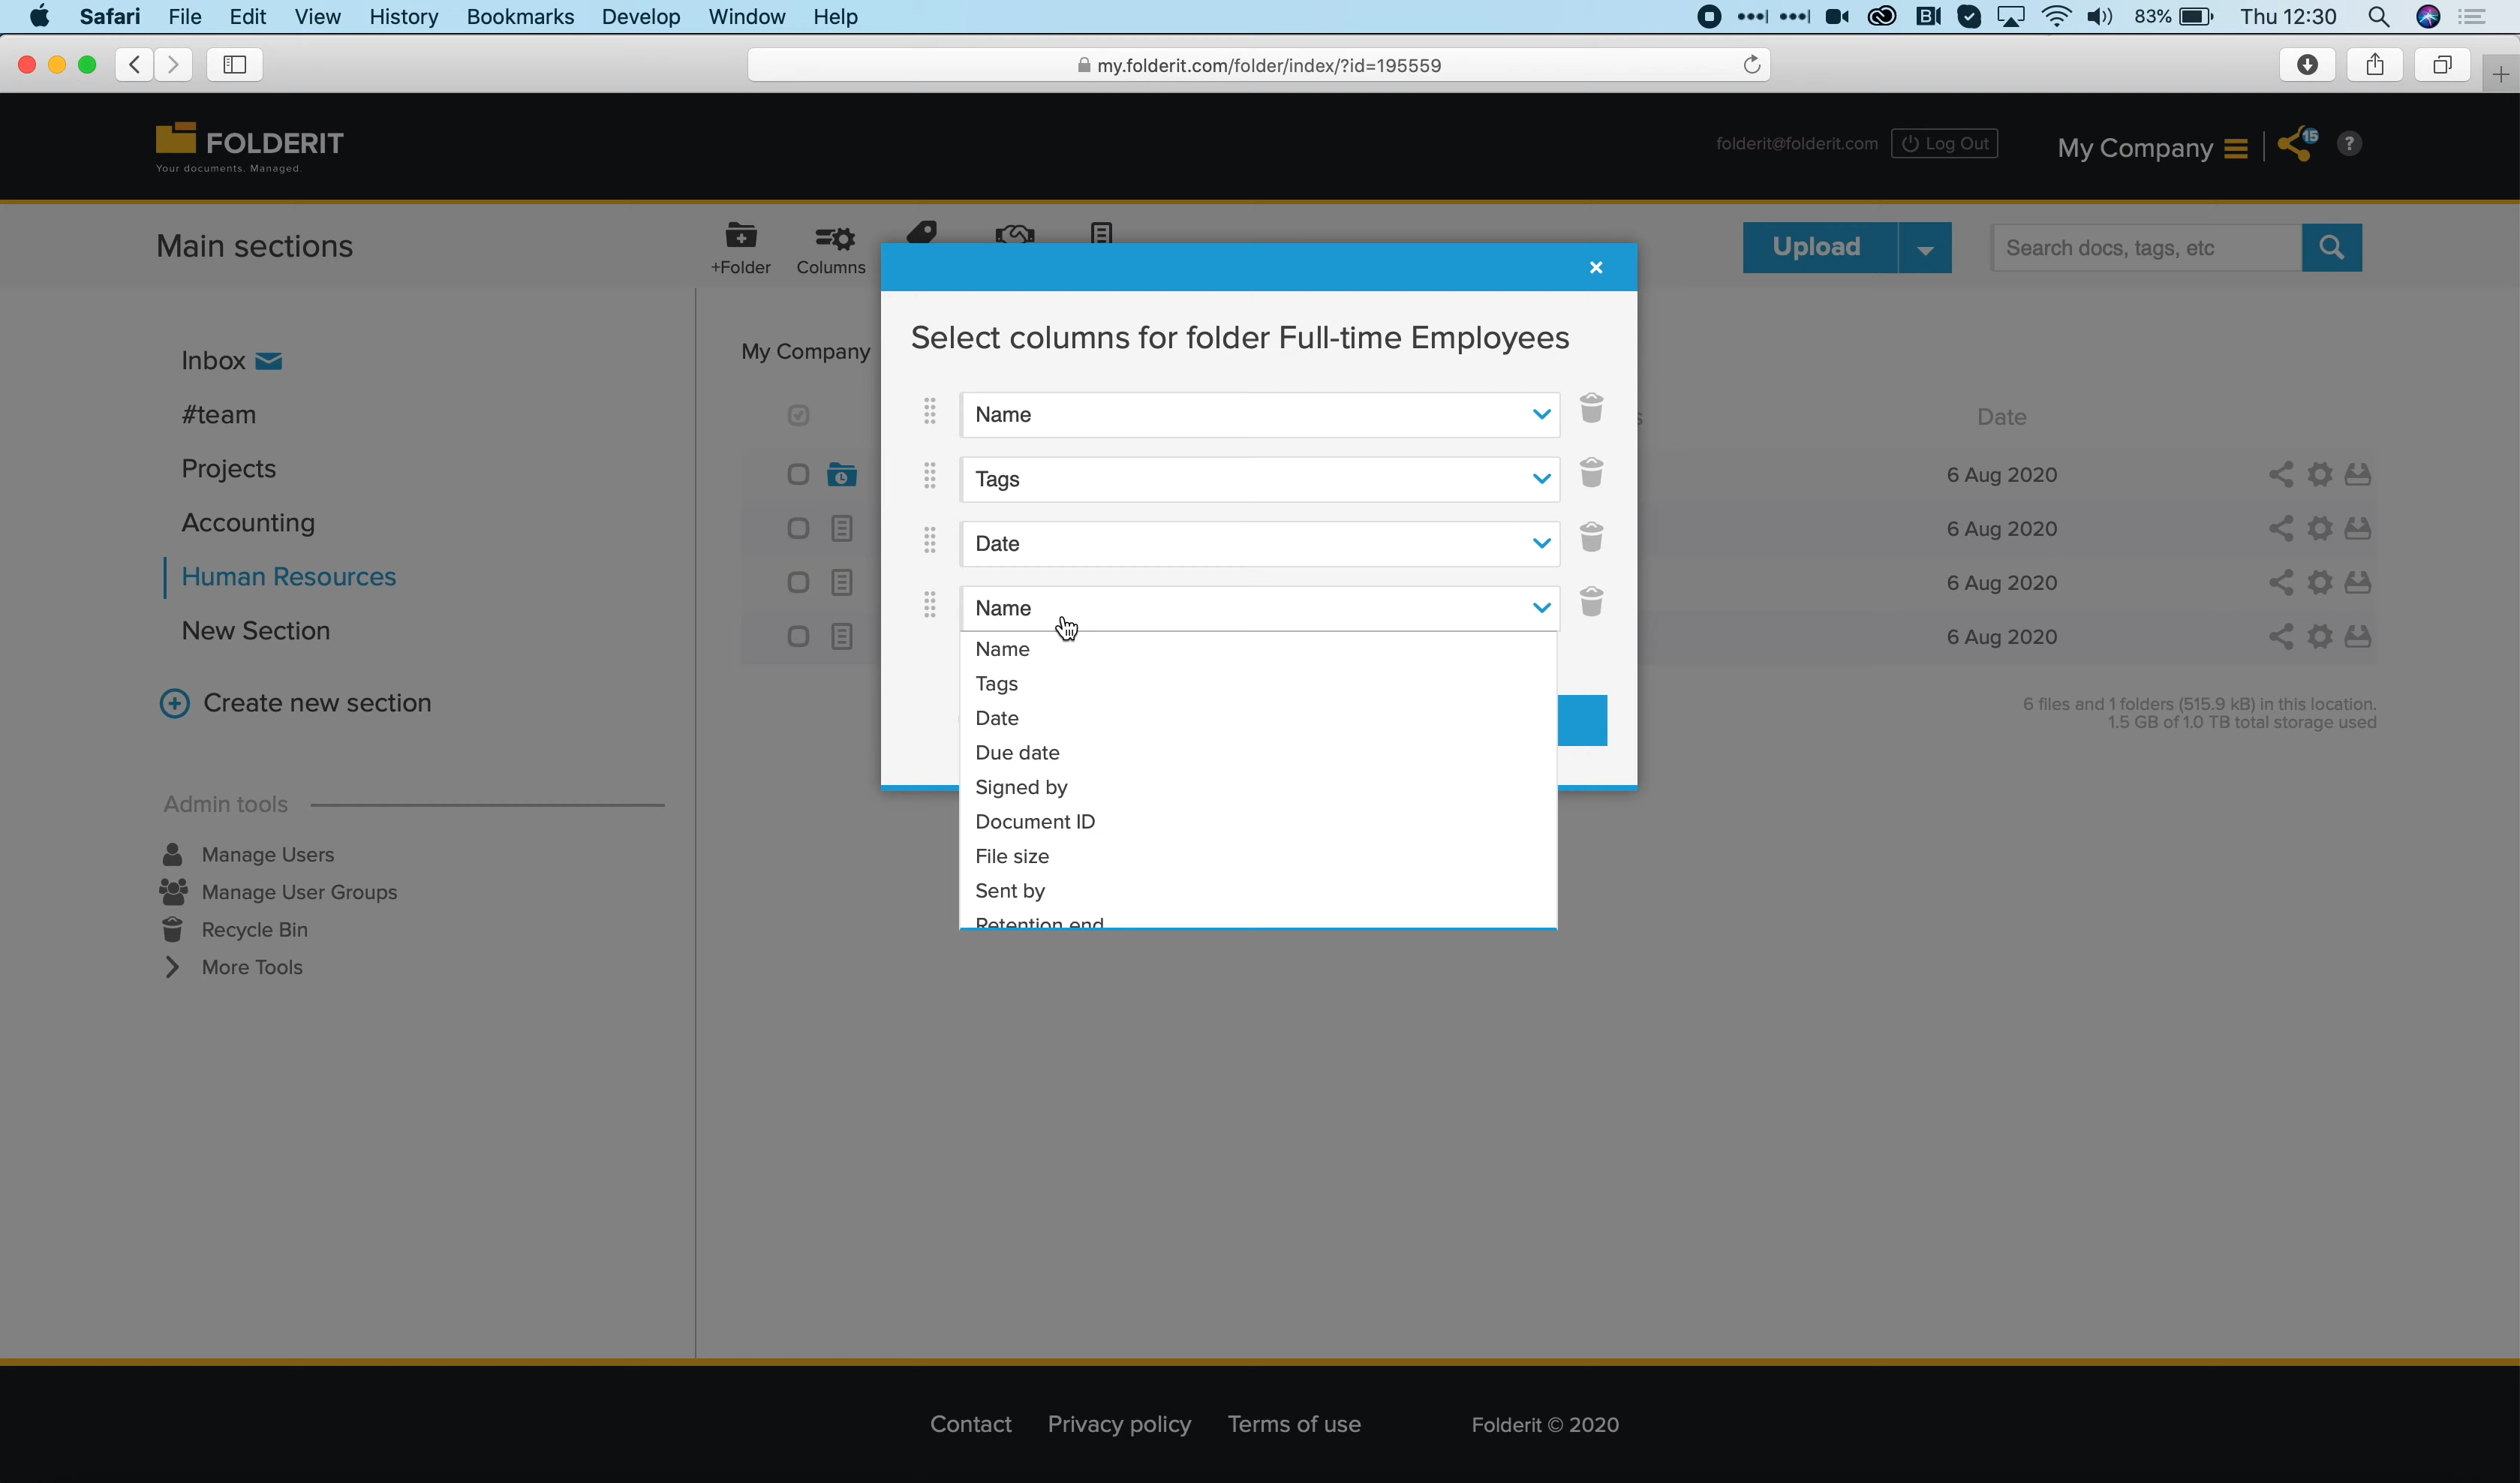 Safari File Edit View History Bookmarks Develop Window Help 83% Thu 12:30
my.folderit.com/folder/index/?id=195559
FOLDERIT
Your documents. Managed.
folderit@folderit.com Log Out My Company 15 ?
Main sections
+Folder Columns
Upload Search docs, tags, etc
Inbox
#team
Projects
Accounting
Human Resources
New Section
Create new section
Admin tools
Manage Users
Manage User Groups
Recycle Bin
More Tools
My Company
Select columns for folder Full-time Employees
Name
Tags
Date
Name
Name
Tags
Date
Due date
Signed by
Document ID
File size
Sent by
Retention end
Date
6 Aug 2020
6 Aug 2020
6 Aug 2020
6 Aug 2020
6 files and 1 folders (515.9 kB) in this location.
1.5 GB of 1.0 TB total storage used
Contact Privacy policy Terms of use Folderit © 2020